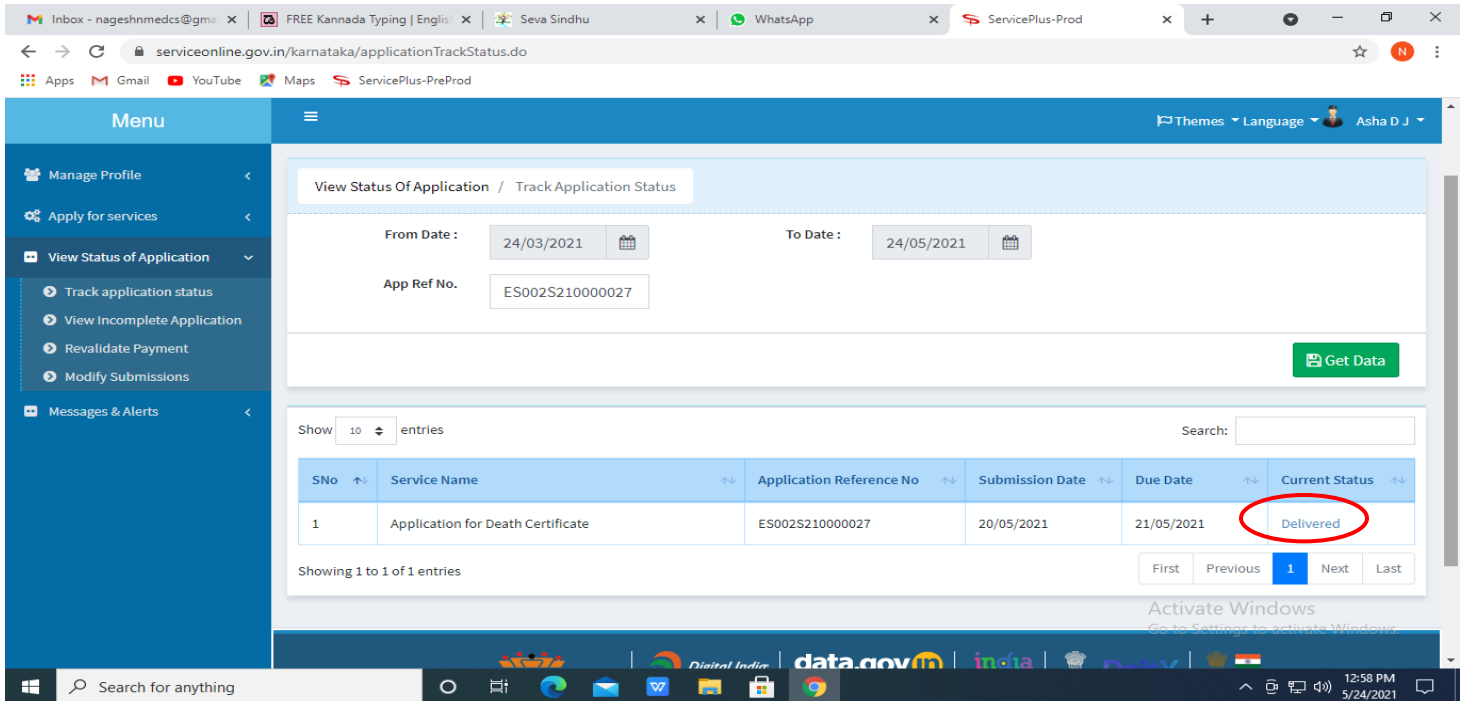 Inbox - nageshnmedcs@gma
FREE Kannada Typing | Englis
Seva Sindhu
WhatsApp
ServicePlus-Prod
serviceonline.gov.in/karnataka/applicationTrackStatus.do
N
Apps
Gmail
YouTube
Maps
ServicePlus-PreProd
Menu
Themes
Language
Asha D J
Manage Profile
Apply for services
View Status of Application
Track application status
View Incomplete Application
Revalidate Payment
Modify Submissions
Messages & Alerts
View Status Of Application / Track Application Status
From Date :
24/03/2021
To Date :
24/05/2021
App Ref No.
ES002S210000027
Get Data
Show 10 entries
Search:
SNo Service Name Application Reference No Submission Date Due Date Current Status
1 Application for Death Certificate ES002S210000027 20/05/2021 21/05/2021 Delivered
Showing 1 to 1 of 1 entries
First Previous 1 Next Last
Activate Windows
Go to Settings to activate Windows.
Digital India
data.gov in
india
Search for anything
12:58 PM
5/24/2021